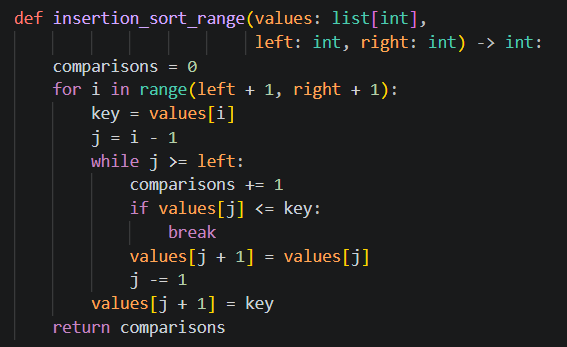 def insertion_sort_range(values: list[int],
                         left: int, right: int) -> int:
    comparisons = 0
    for i in range(left + 1, right + 1):
        key = values[i]
        j = i - 1
        while j >= left:
            comparisons += 1
            if values[j] <= key:
                break
            values[j + 1] = values[j]
            j -= 1
        values[j + 1] = key
    return comparisons